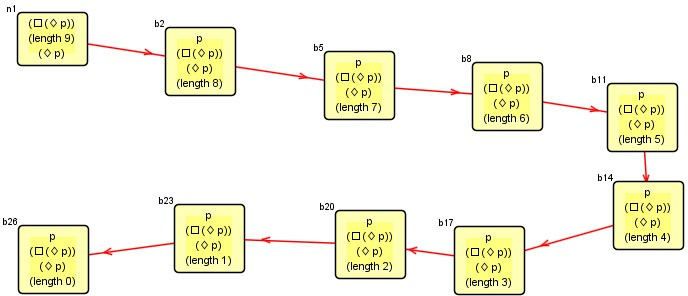 n1
(□(◇ p))
(length 9)
(◇ p)
b2
p
(□(◇ p))
(◇ p)
(length 8)
b5
p
(□(◇ p))
(◇ p)
(length 7)
b8
p
(□(◇ p))
(◇ p)
(length 6)
b11
p
(□(◇ p))
(◇ p)
(length 5)
b14
p
(□(◇ p))
(◇ p)
(length 4)
b17
p
(□(◇ p))
(◇ p)
(length 3)
b20
p
(□(◇ p))
(◇ p)
(length 2)
b23
p
(□(◇ p))
(◇ p)
(length 1)
b26
p
(□(◇ p))
(◇ p)
(length 0)